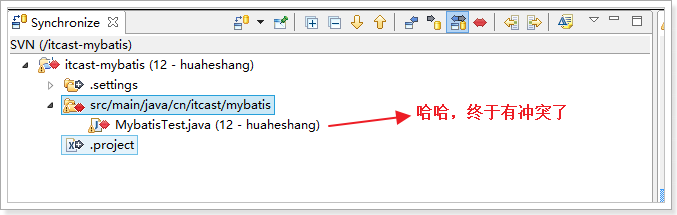 Synchronize
SVN (/itcast-mybatis)
itcast-mybatis (12 - huaheshang)
.settings
src/main/java/cn/itcast/mybatis
MybatisTest.java (12 - huaheshang)
哈哈，终于有冲突了
.project